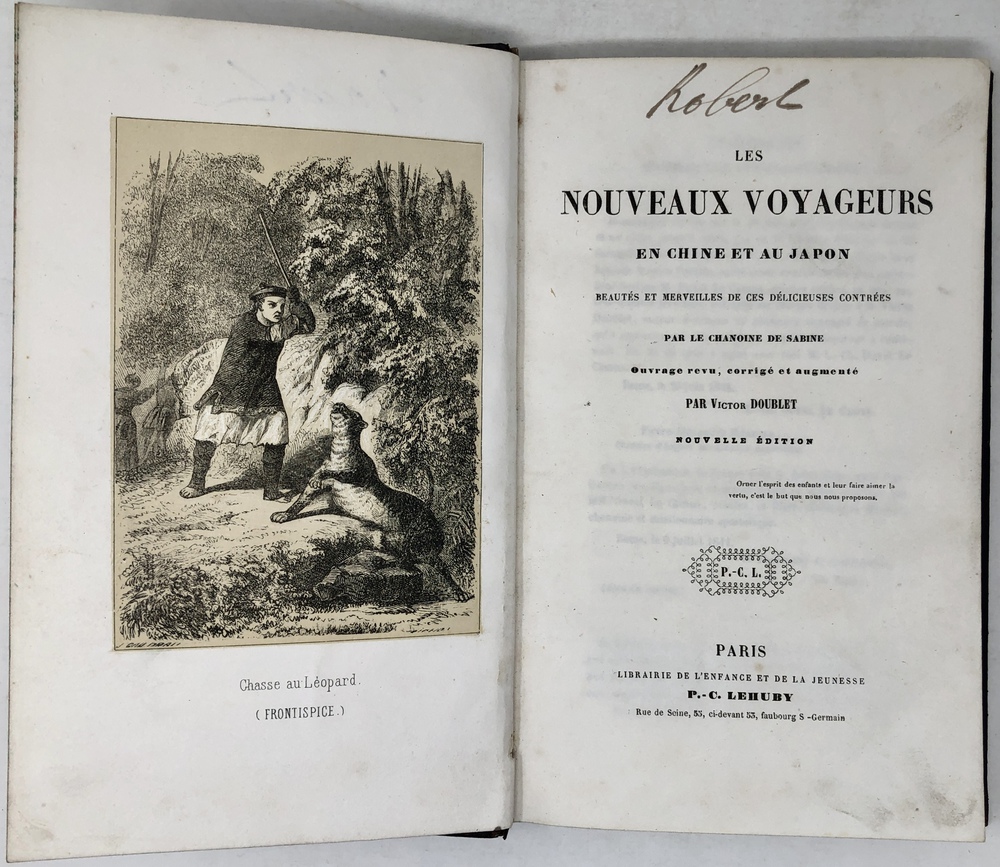 Chasse au Léopard.
(FRONTISPICE.)
Robert
LES
NOUVEAUX VOYAGEURS
EN CHINE ET AU JAPON
BEAUTÉS ET MERVEILLES DE CES DÉLICIEUSES CONTRÉES
PAR LE CHANOINE DE SABINE
Ouvrage revu, corrigé et augmenté
PAR VICTOR DOUBLET
NOUVELLE ÉDITION
Orner l'esprit des enfants et leur faire aimer la
vertu, c'est le but que nous nous proposons.
P.-C. L.
PARIS
LIBRAIRIE DE L'ENFANCE ET DE LA JEUNESSE
P.-C. LEHUBY
Rue de Seine, 55, ci-devant 53, faubourg S-Germain